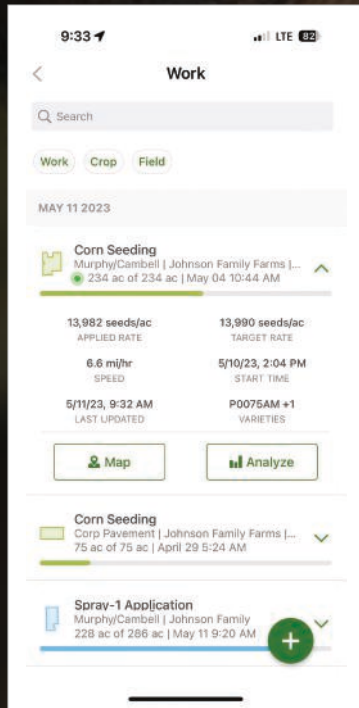 9:33 LTE 82
Work
Search
Work Crop Field
MAY 11 2023
Corn Seeding
Murphy/Cambell | Johnson Family Farms |...
234 ac of 234 ac | May 04 10:44 AM
13,982 seeds/ac 13,990 seeds/ac
APPLIED RATE TARGET RATE
6.6 mi/hr 5/10/23, 2:04 PM
SPEED START TIME
5/11/23, 9:32 AM P0075AM +1
LAST UPDATED VARIETIES
Map Analyze
Corn Seeding
Corp Pavement | Johnson Family Farms |...
75 ac of 75 ac | April 29 5:24 AM
Spray-1 Application
Murphy/Cambell | Johnson Family
228 ac of 286 ac | May 11 9:20 AM